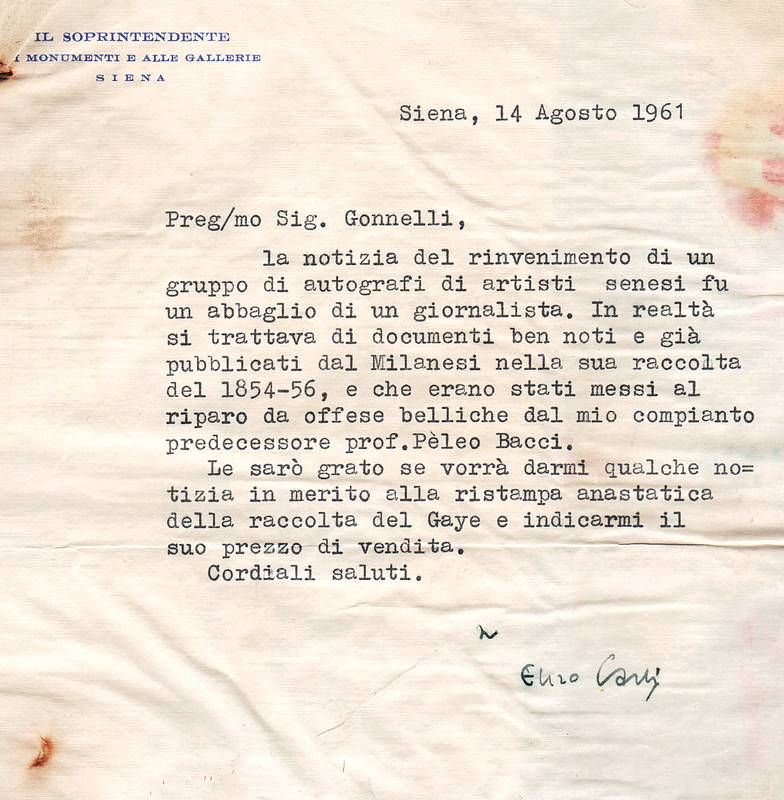 IL SOPRINTENDENTE
I MONUMENTI E ALLE GALLERIE
SIENA
Siena, 14 Agosto 1961
Preg/mo Sig. Gonnelli,
la notizia del rinvenimento di un
gruppo di autografi di artisti senesi fu
un abbaglio di un giornalista. In realtà
si trattava di documenti ben noti e già
pubblicati dal Milanesi nella sua raccolta
del 1854-56, e che erano stati messi al
riparo da offese belliche dal mio compianto
predecessore prof.Pèleo Bacci.
Le sarò grato se vorrà darmi qualche no=
tizia in merito alla ristampa anastatica
della raccolta del Gaye e indicarmi il
suo prezzo di vendita.
Cordiali saluti.
Enzo Carli